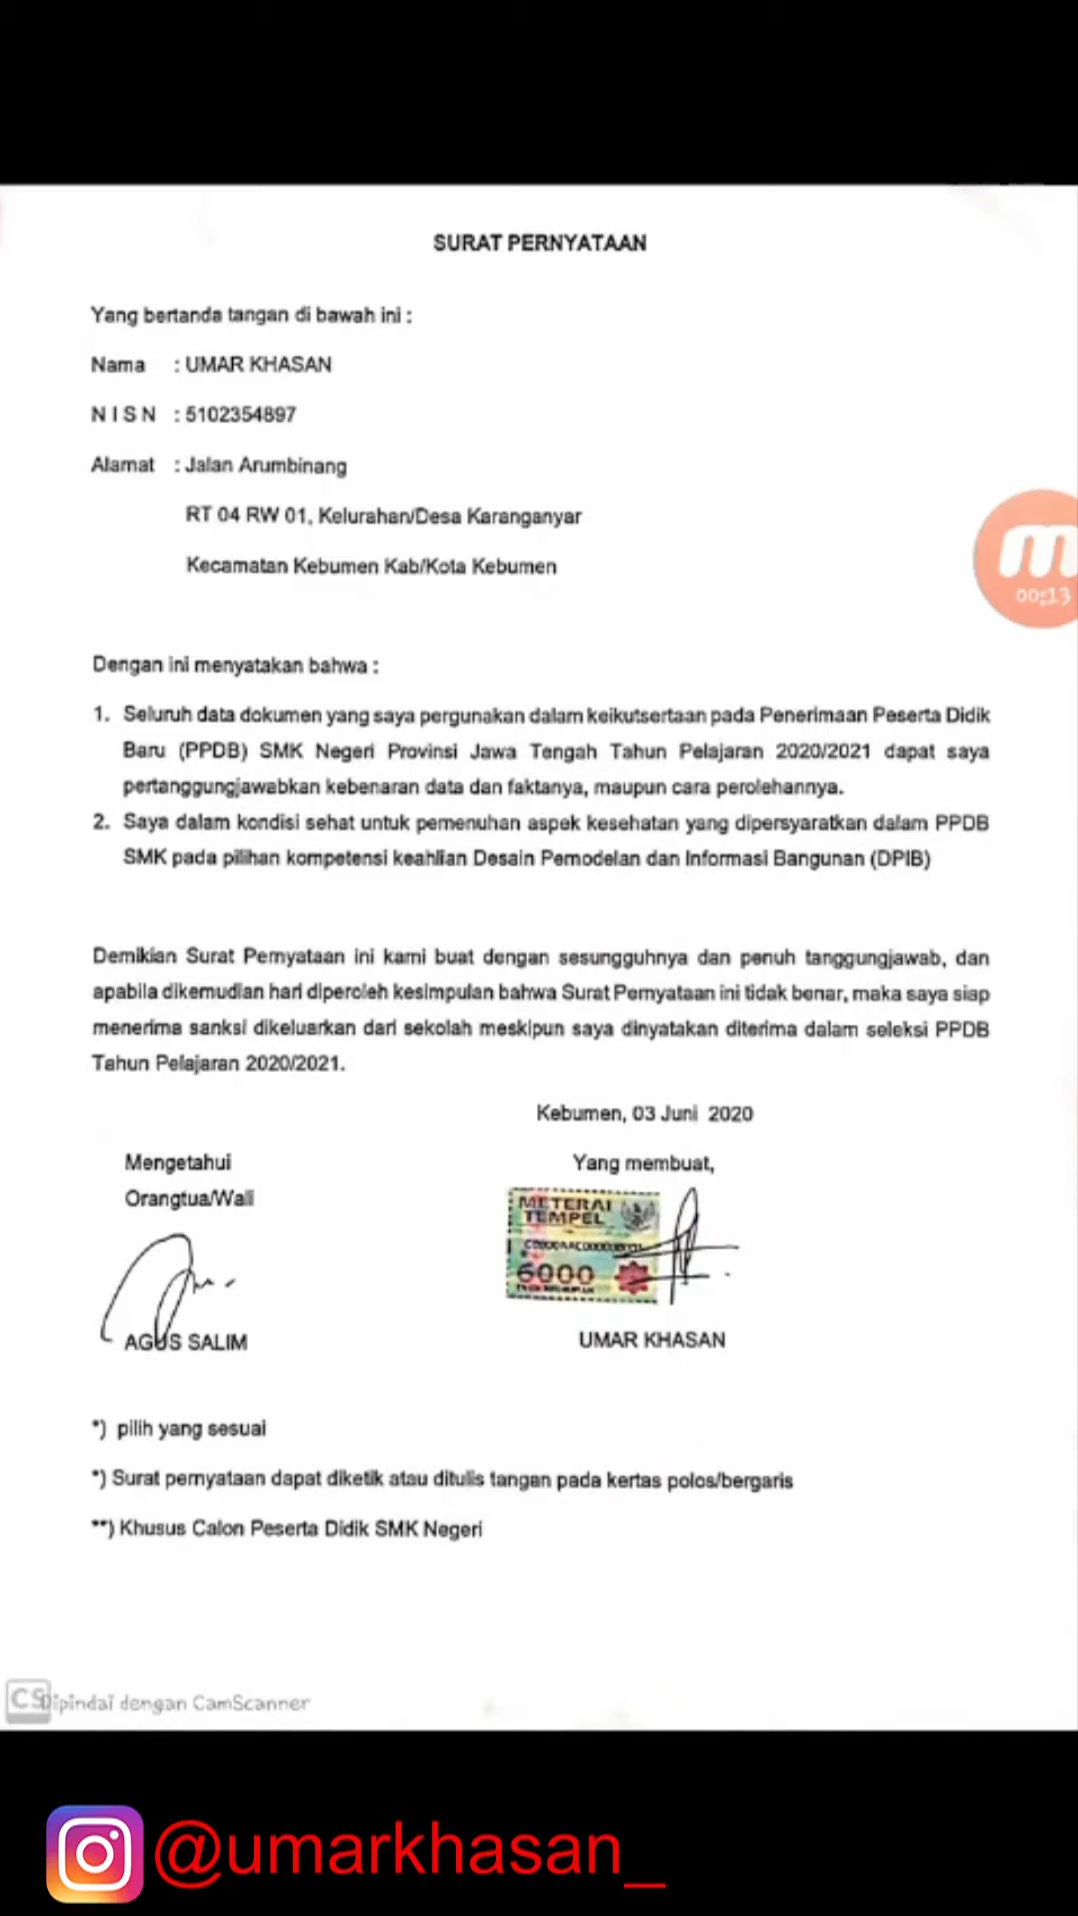 SURAT PERNYATAAN
Yang bertanda tangan di bawah ini :
Nama : UMAR KHASAN
N I S N : 5102354897
Alamat : Jalan Arumbinang
RT 04 RW 01, Kelurahan/Desa Karanganyar
Kecamatan Kebumen Kab/Kota Kebumen
m
00:13
Dengan ini menyatakan bahwa :
1. Seluruh data dokumen yang saya pergunakan dalam keikutsertaan pada Penerimaan Peserta Didik
Baru (PPDB) SMK Negeri Provinsi Jawa Tengah Tahun Pelajaran 2020/2021 dapat saya
pertanggungjawabkan kebenaran data dan faktanya, maupun cara perolehannya.
2. Saya dalam kondisi sehat untuk pemenuhan aspek kesehatan yang dipersyaratkan dalam PPDB
SMK pada pilihan kompetensi keahlian Desain Pemodelan dan Informasi Bangunan (DPIB)
Demikian Surat Pernyataan ini kami buat dengan sesungguhnya dan penuh tanggungjawab, dan
apabila dikemudian hari diperoleh kesimpulan bahwa Surat Pernyataan ini tidak benar, maka saya siap
menerima sanksi dikeluarkan dari sekolah meskipun saya dinyatakan diterima dalam seleksi PPDB
Tahun Pelajaran 2020/2021.
Kebumen, 03 Juni 2020
Mengetahui
Yang membuat,
Orangtua/Wali
METERAI
TEMPEL
6000
AGUS SALIM
UMAR KHASAN
*) pilih yang sesuai
*) Surat pernyataan dapat diketik atau ditulis tangan pada kertas polos/bergaris
**) Khusus Calon Peserta Didik SMK Negeri
CS Dipindai dengan CamScanner
@umarkhasan_